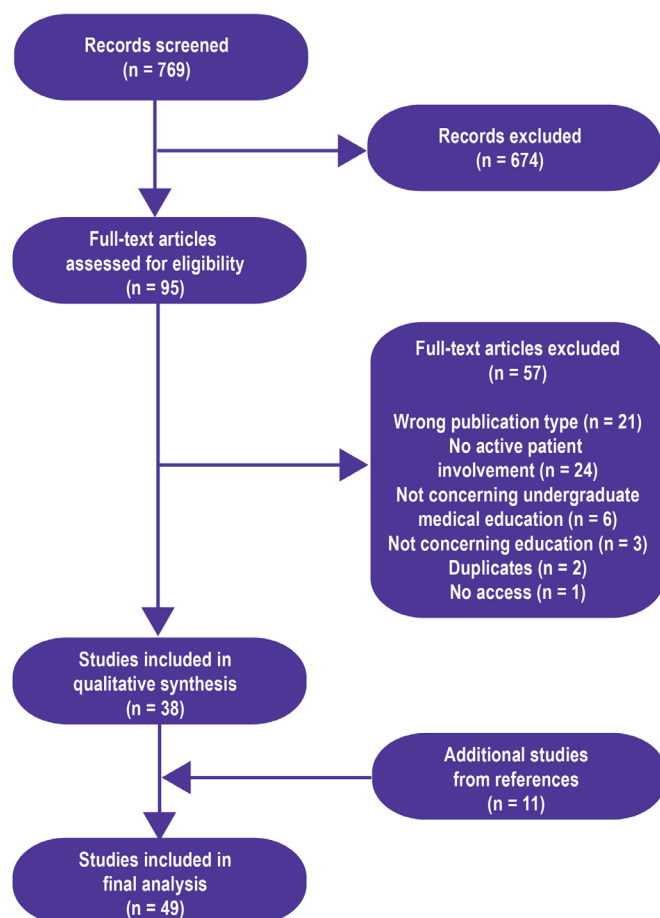 Records screened
(n = 769)
Records excluded
(n = 674)
Full-text articles
assessed for eligibility
(n = 95)
Full-text articles excluded
(n = 57)
Wrong publication type (n = 21)
No active patient
involvement (n = 24)
Not concerning undergraduate
medical education (n = 6)
Not concerning education (n = 3)
Duplicates (n = 2)
No access (n = 1)
Studies included in
qualitative synthesis
(n = 38)
Additional studies
from references
(n = 11)
Studies included in
final analysis
(n = 49)